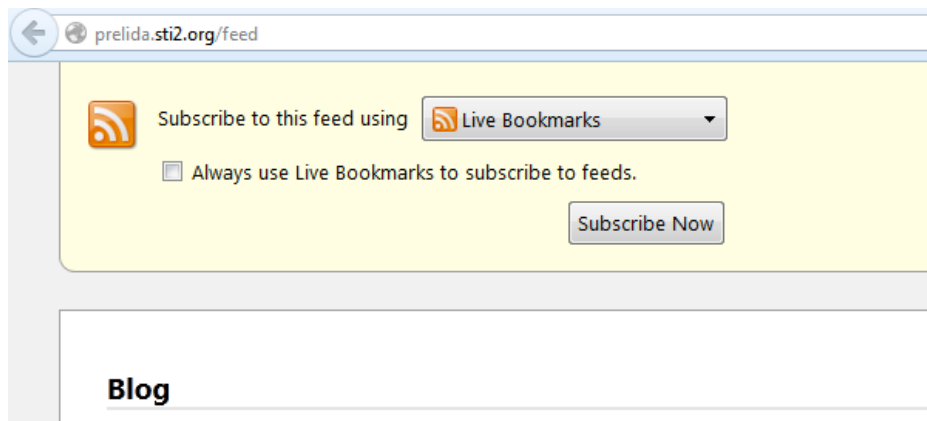 prelida.sti2.org/feed
Subscribe to this feed using Live Bookmarks
Always use Live Bookmarks to subscribe to feeds.
Subscribe Now
Blog